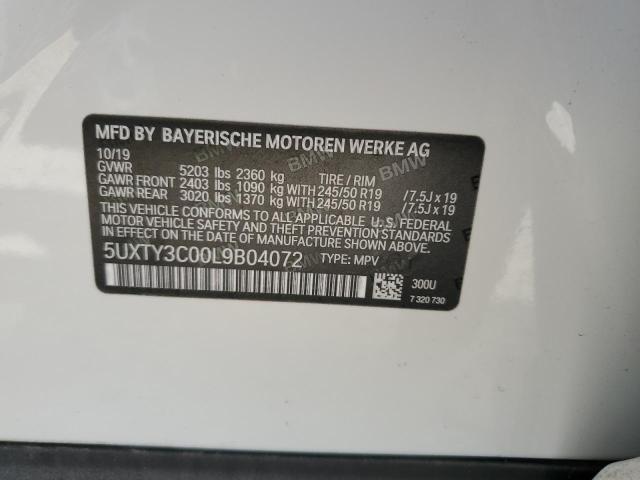 MFD BY BAYERISCHE MOTOREN WERKE AG
10/19
GVWR 5203 lbs 2360 kg TIRE / RIM
GAWR FRONT 2403 lbs 1090 kg WITH 245/50 R19 /7.5J x 19
GAWR REAR 3020 lbs 1370 kg WITH 245/50 R19 /7.5J x 19
THIS VEHICLE CONFORMS TO ALL APPLICABLE U.S. FEDERAL
MOTOR VEHICLE SAFETY AND THEFT PREVENTION STANDARDS
IN EFFECT ON THE DATE OF MANUFACTURE SHOWN ABOVE.
5UXTY3C00L9B04072 TYPE: MPV
300U
7 320 730